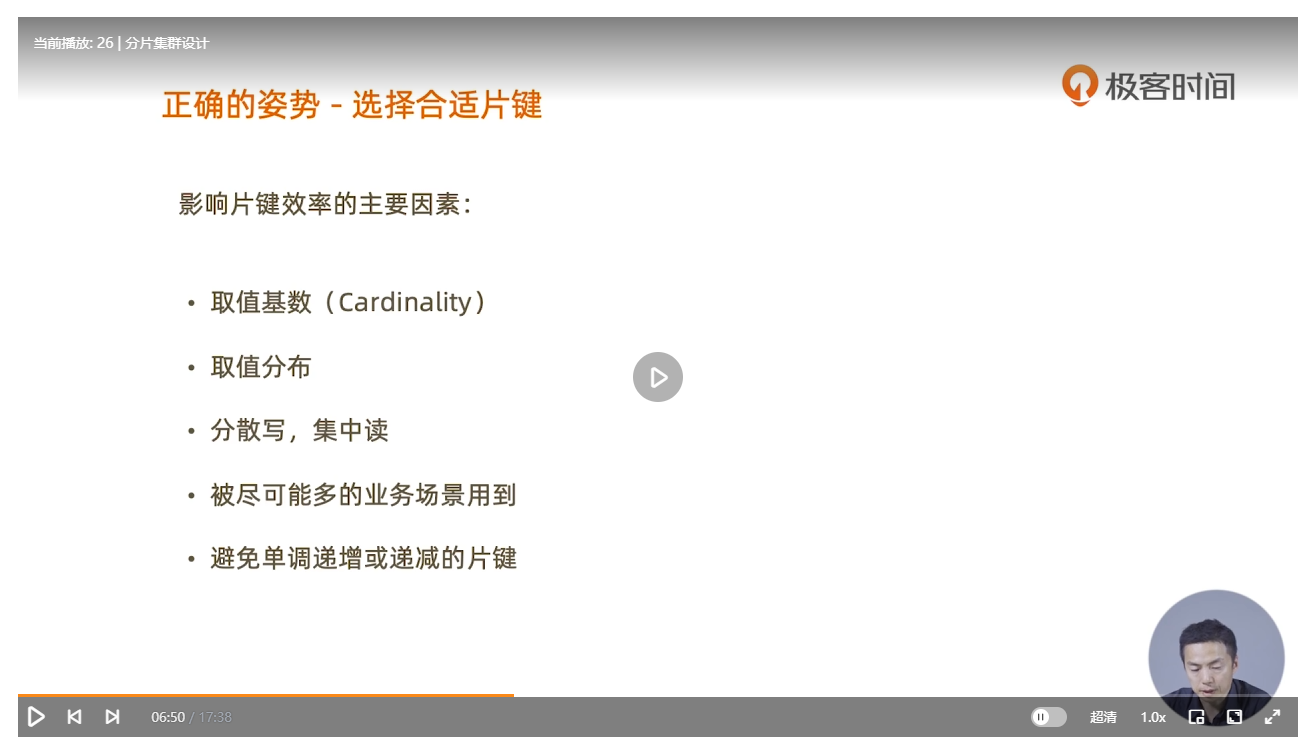 当前播放: 26 | 分片集群设计
极客时间
正确的姿势 - 选择合适片键
影响片键效率的主要因素：
• 取值基数（Cardinality）
• 取值分布
• 分散写，集中读
• 被尽可能多的业务场景用到
• 避免单调递增或递减的片键
06:50 / 17:38
超清
1.0x